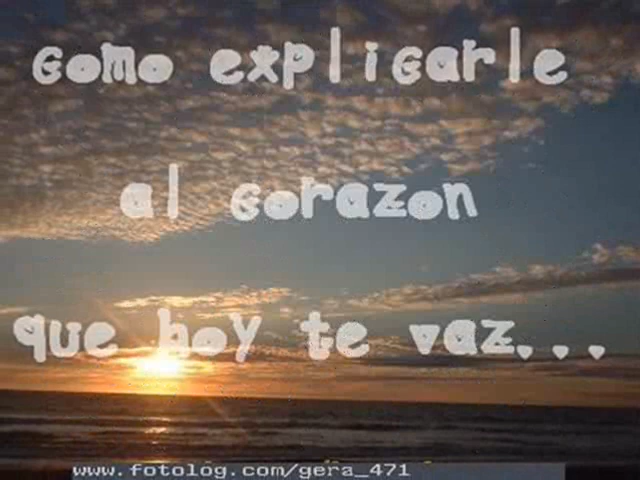 como explicarle
al corazon
que hoy te vaz...
www.fotolog.com/gera_471